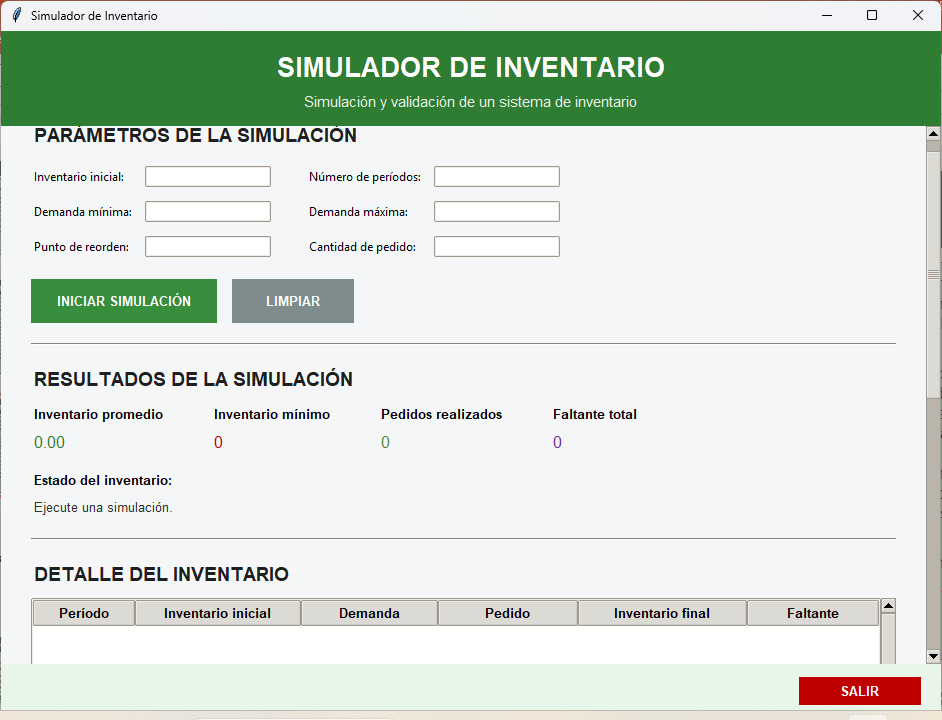 Simulador de Inventario
SIMULADOR DE INVENTARIO
Simulación y validación de un sistema de inventario
PARÁMETROS DE LA SIMULACIÓN
Inventario inicial: Número de períodos:
Demanda mínima: Demanda máxima:
Punto de reorden: Cantidad de pedido:
INICIAR SIMULACIÓN LIMPIAR
RESULTADOS DE LA SIMULACIÓN
Inventario promedio Inventario mínimo Pedidos realizados Faltante total
0.00 0 0 0
Estado del inventario:
Ejecute una simulación.
DETALLE DEL INVENTARIO
Período Inventario inicial Demanda Pedido Inventario final Faltante
SALIR